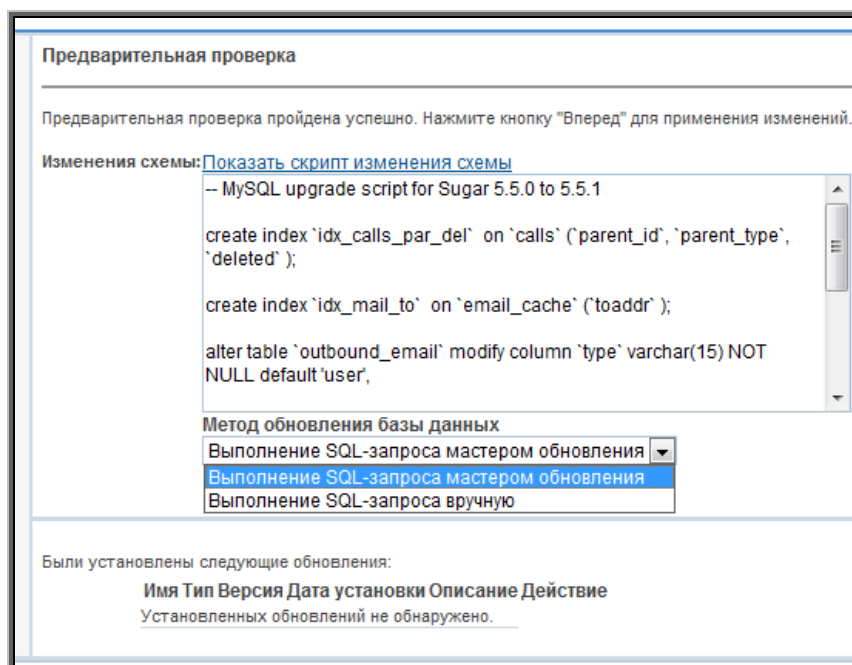 Предварительная проверка
Предварительная проверка пройдена успешно. Нажмите кнопку "Вперед" для применения изменений.
Изменения схемы: Показать скрипт изменения схемы
-- MySQL upgrade script for Sugar 5.5.0 to 5.5.1
create index `idx_calls_par_del`  on `calls` (`parent_id`, `parent_type`,
`deleted` );
create index `idx_mail_to`  on `email_cache` (`toaddr` );
alter table `outbound_email` modify column `type` varchar(15) NOT
NULL default 'user',
Метод обновления базы данных
Выполнение SQL-запроса мастером обновления
Выполнение SQL-запроса мастером обновления
Выполнение SQL-запроса вручную
Были установлены следующие обновления:
Имя Тип Версия Дата установки Описание Действие
Установленных обновлений не обнаружено.